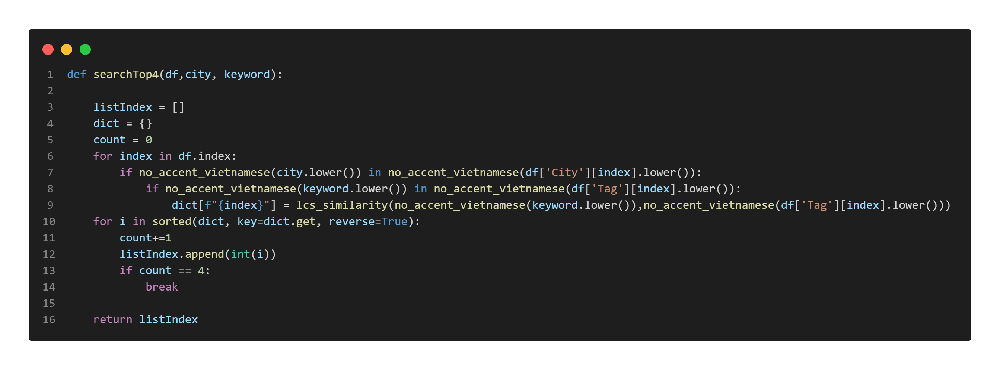 1 def searchTop4(df,city, keyword):
2
3     listIndex = []
4     dict = {}
5     count = 0
6     for index in df.index:
7         if no_accent_vietnamese(city.lower()) in no_accent_vietnamese(df['City'][index].lower()):
8             if no_accent_vietnamese(keyword.lower()) in no_accent_vietnamese(df['Tag'][index].lower()):
9                 dict[f"{index}"] = lcs_similarity(no_accent_vietnamese(keyword.lower()),no_accent_vietnamese(df['Tag'][index].lower()))
10     for i in sorted(dict, key=dict.get, reverse=True):
11         count+=1
12         listIndex.append(int(i))
13         if count == 4:
14             break
15
16     return listIndex